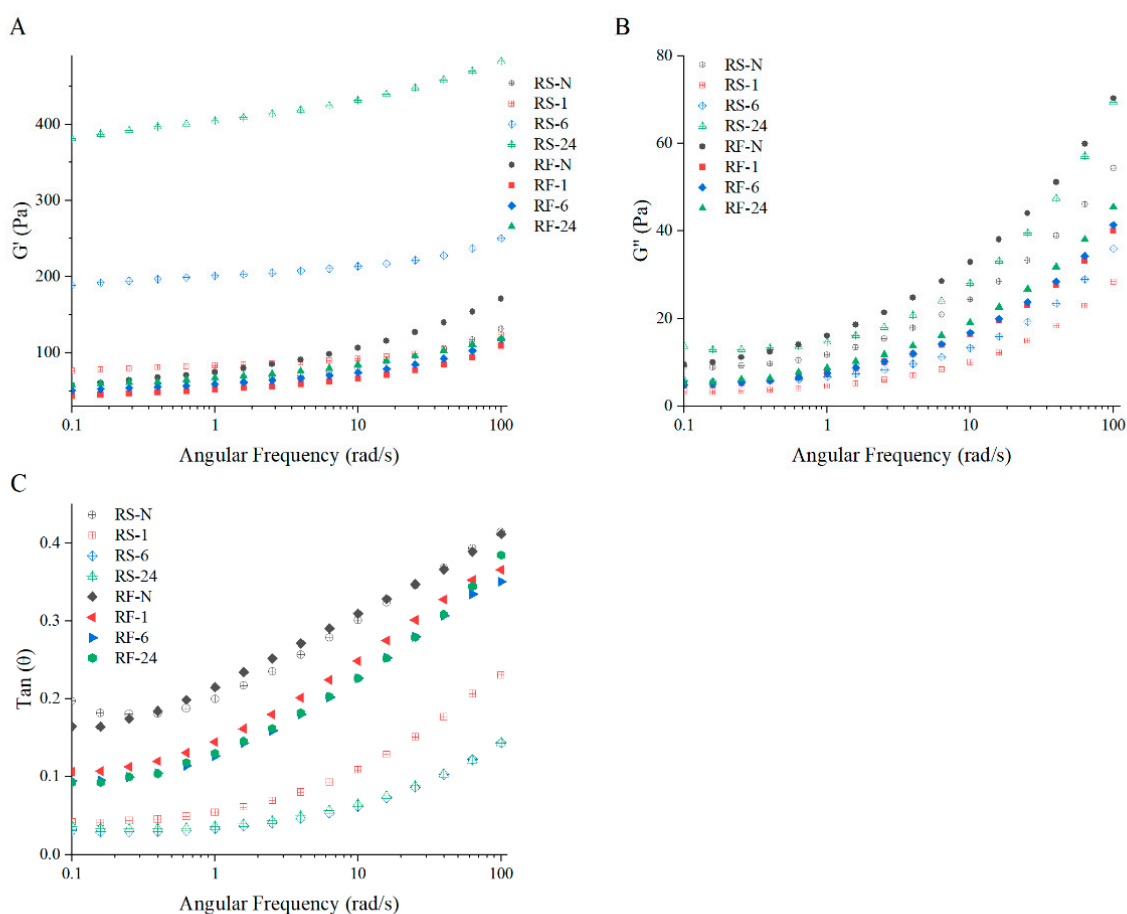 A
G' (Pa)
400
300
200
100
0.1
1
10
100
Angular Frequency (rad/s)
RS-N
RS-1
RS-6
RS-24
RF-N
RF-1
RF-6
RF-24
B
G" (Pa)
80
60
40
20
0
0.1
1
10
100
Angular Frequency (rad/s)
RS-N
RS-1
RS-6
RS-24
RF-N
RF-1
RF-6
RF-24
C
Tan (θ)
0.4
0.3
0.2
0.1
0.0
0.1
1
10
100
Angular Frequency (rad/s)
RS-N
RS-1
RS-6
RS-24
RF-N
RF-1
RF-6
RF-24